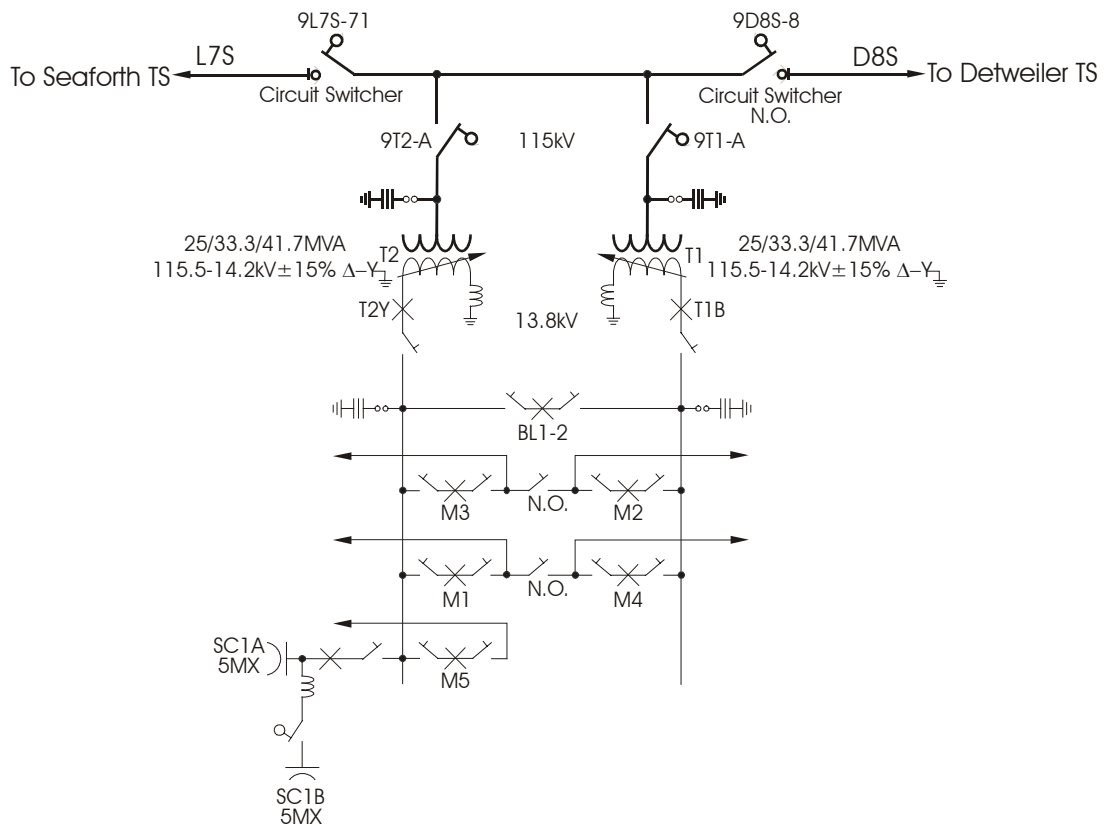 9L7S-71
9D8S-8
L7S
D8S
To Seaforth TS
To Detweiler TS
Circuit Switcher
Circuit Switcher
N.O.
9T2-A
115kV
9T1-A
25/33.3/41.7MVA
115.5-14.2kV±15% Δ-Y
T2
T1
25/33.3/41.7MVA
115.5-14.2kV±15% Δ-Y
T2Y
13.8kV
T1B
BL1-2
M3
N.O.
M2
M1
N.O.
M4
SC1A
5MX
M5
SC1B
5MX